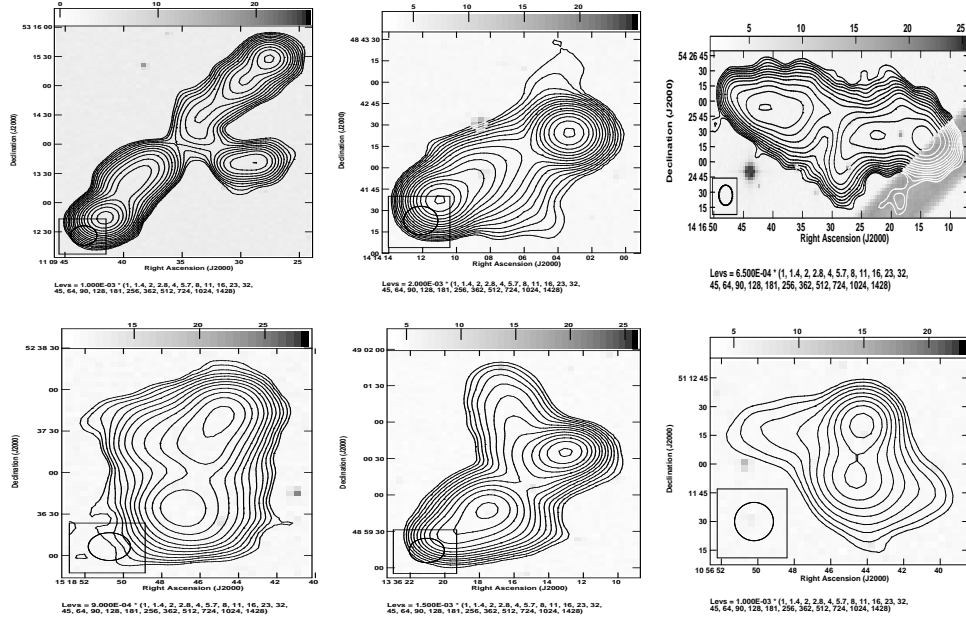 0 10 20
53 16 00
15 30
00
14 30
00
13 30
00
12 30
11 09 45 40 35 30 25
Declination (J2000)
Right Ascension (J2000)
Levs = 1.000E-03 * (1, 1.4, 2, 2.8, 4, 5.7, 8, 11, 16, 23, 32,
45, 64, 90, 128, 181, 256, 362, 512, 724, 1024, 1428)
5 10 15 20 25
48 43 30
15
00
42 45
30
15
00
41 45
30
15
00
14 14 14 12 10 08 06 04 02 00
Declination (J2000)
Right Ascension (J2000)
Levs = 2.000E-03 * (1, 1.4, 2, 2.8, 4, 5.7, 8, 11, 16, 23, 32,
45, 64, 90, 128, 181, 256, 362, 512, 724, 1024, 1428)
5 10 15 20 25
54 26 45
30
15
00
25 45
30
15
00
24 45
30
15
14 16 50 45 40 35 30 25 20 15 10
Declination (J2000)
Right Ascension (J2000)
Levs = 6.500E-04 * (1, 1.4, 2, 2.8, 4, 5.7, 8, 11, 16, 23, 32,
45, 64, 90, 128, 181, 256, 362, 512, 724, 1024, 1428)
10 15 20
52 38 30
00
37 30
00
36 30
00
15 18 52 50 48 46 44 42 40
Declination (J2000)
Right Ascension (J2000)
Levs = 9.000E-04 * (1, 1.4, 2, 2.8, 4, 5.7, 8, 11, 16, 23, 32,
45, 64, 90, 128, 181, 256, 362, 512, 724, 1024, 1428)
5 10 15 20 25
49 02 00
01 30
00
00 30
00
48 59 30
00
13 36 22 20 18 16 14 12 10
Declination (J2000)
Right Ascension (J2000)
Levs = 1.500E-03 * (1, 1.4, 2, 2.8, 4, 5.7, 8, 11, 16, 23, 32,
45, 64, 90, 128, 181, 256, 362, 512, 724, 1024, 1428)
5 10 15 20
51 12 45
30
15
00
11 45
30
15
10 56 52 50 48 46 44 42 40
Declination (J2000)
Right Ascension (J2000)
Levs = 1.000E-03 * (1, 1.4, 2, 2.8, 4, 5.7, 8, 11, 16, 23, 32,
45, 64, 90, 128, 181, 256, 362, 512, 724, 1024, 1428)